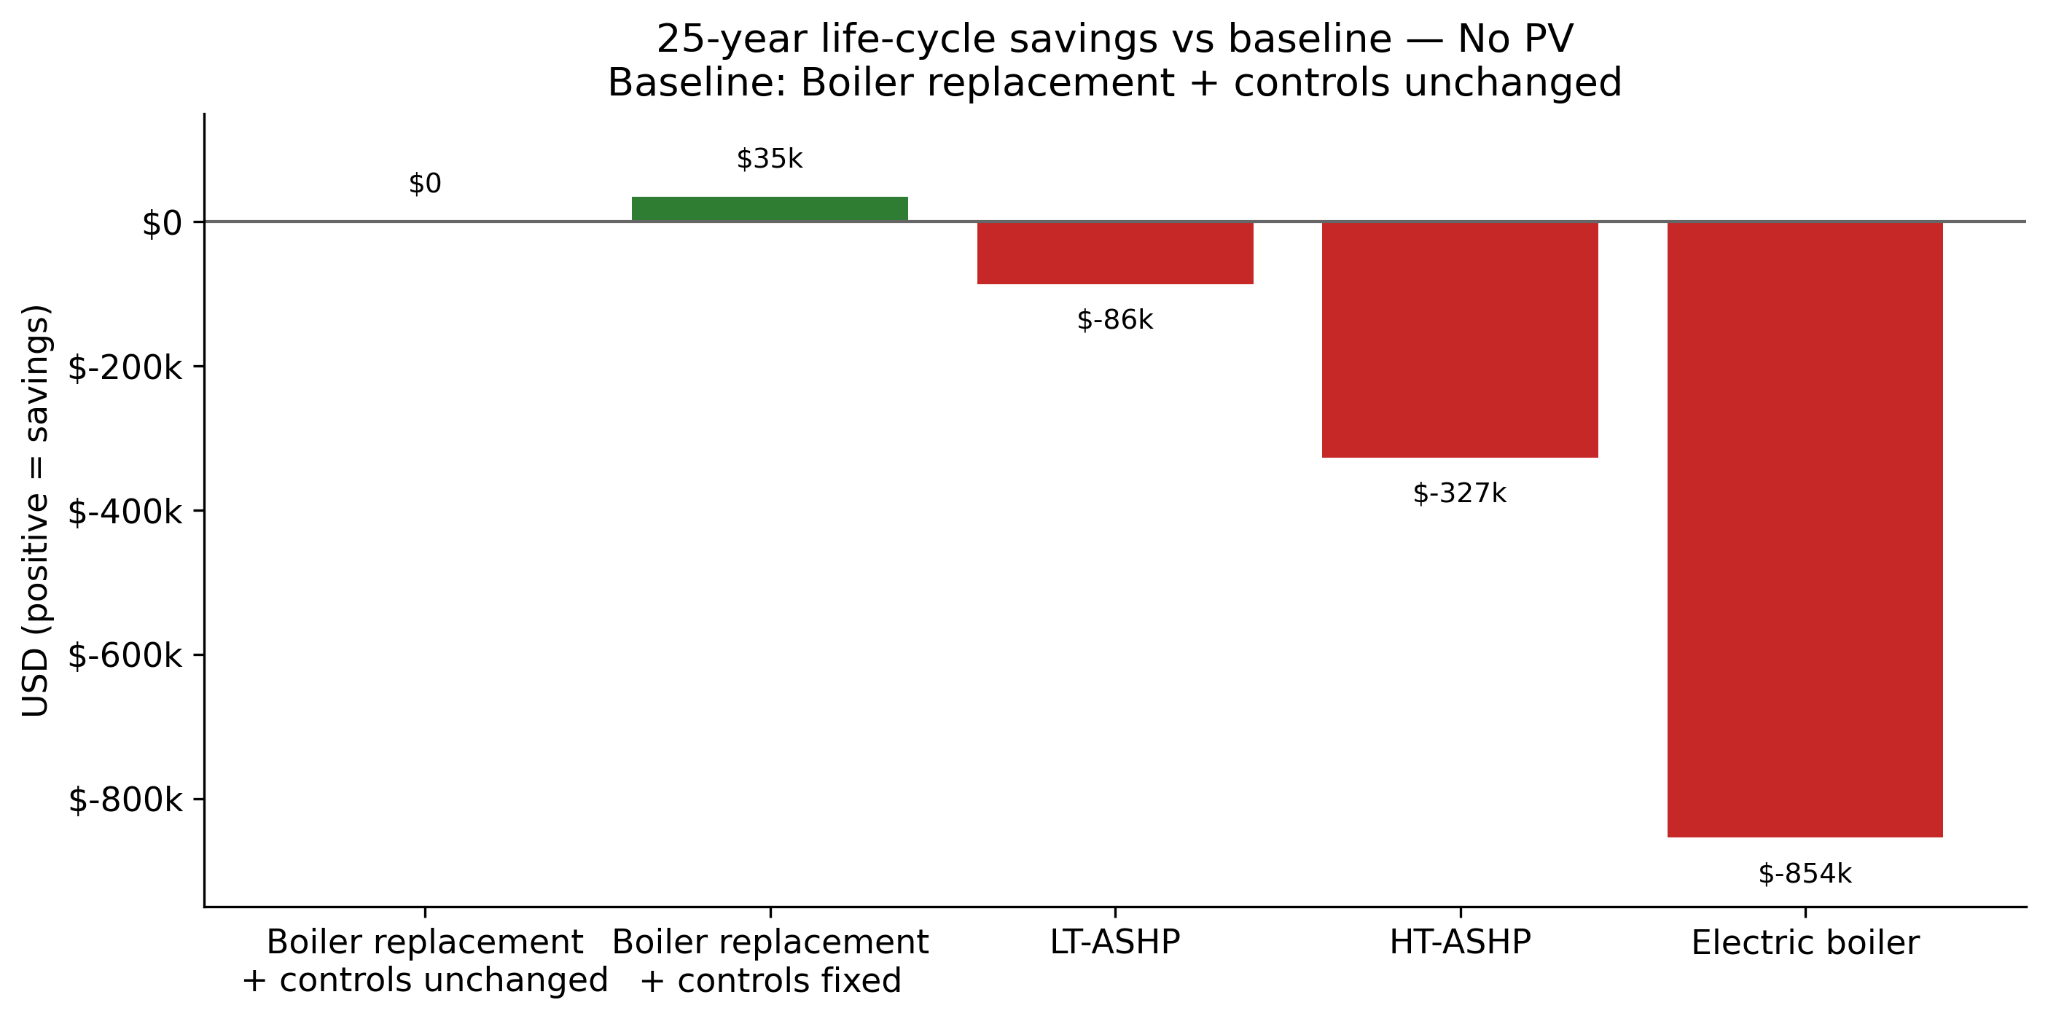 25-year life-cycle savings vs baseline — No PV
Baseline: Boiler replacement + controls unchanged
USD (positive = savings)
$0
$-200k
$-400k
$-600k
$-800k
$0
$35k
$-86k
$-327k
$-854k
Boiler replacement
+ controls unchanged
Boiler replacement
+ controls fixed
LT-ASHP
HT-ASHP
Electric boiler